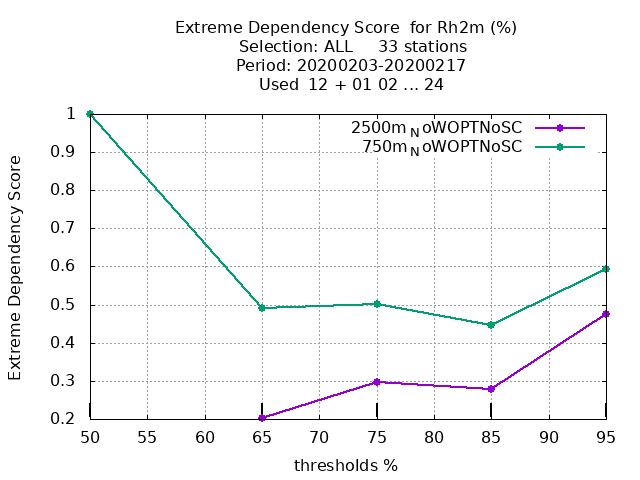 Extreme Dependency Score  for Rh2m (%)
Selection: ALL     33 stations
Period: 20200203-20200217
Used  12 + 01 02 ... 24
2500m_NoWOPTNoSC
750m_NoWOPTNoSC
Extreme Dependency Score
1
0.9
0.8
0.7
0.6
0.5
0.4
0.3
0.2
50 55 60 65 70 75 80 85 90 95
thresholds %